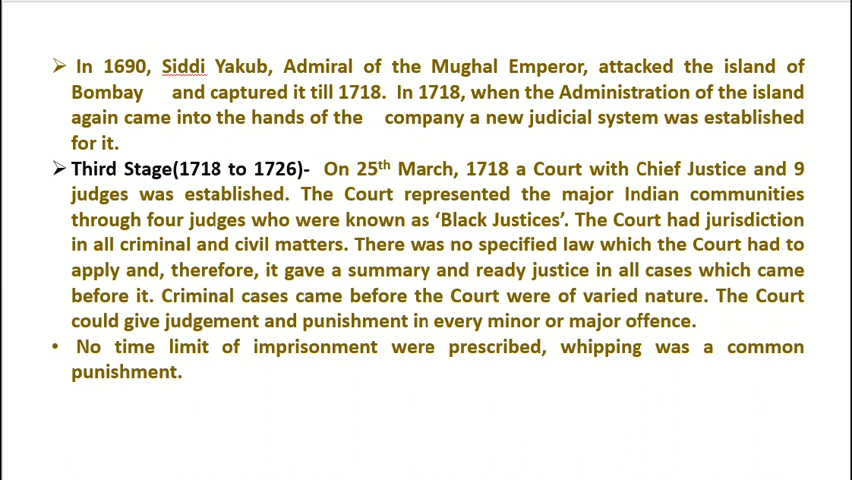 ➢ In 1690, Siddi Yakub, Admiral of the Mughal Emperor, attacked the island of
Bombay and captured it till 1718. In 1718, when the Administration of the island
again came into the hands of the company a new judicial system was established
for it.
➢ Third Stage(1718 to 1726)- On 25th March, 1718 a Court with Chief Justice and 9
judges was established. The Court represented the major Indian communities
through four judges who were known as ‘Black Justices’. The Court had jurisdiction
in all criminal and civil matters. There was no specified law which the Court had to
apply and, therefore, it gave a summary and ready justice in all cases which came
before it. Criminal cases came before the Court were of varied nature. The Court
could give judgement and punishment in every minor or major offence.
• No time limit of imprisonment were prescribed, whipping was a common
punishment.